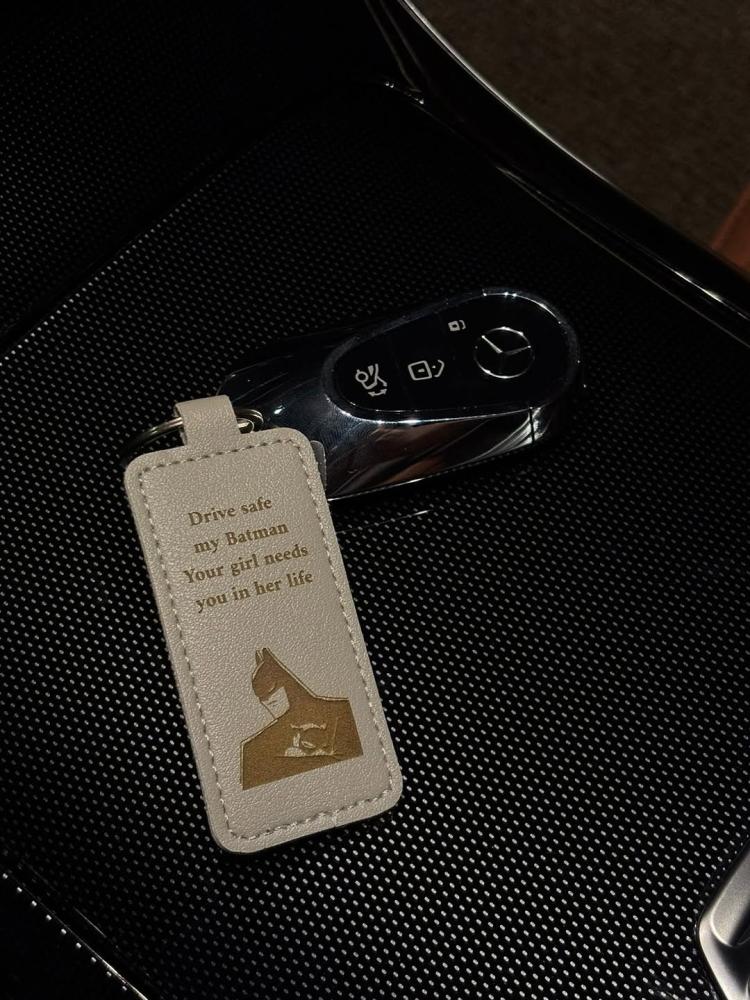 Drive safe
my Batman
Your girl needs
you in her life